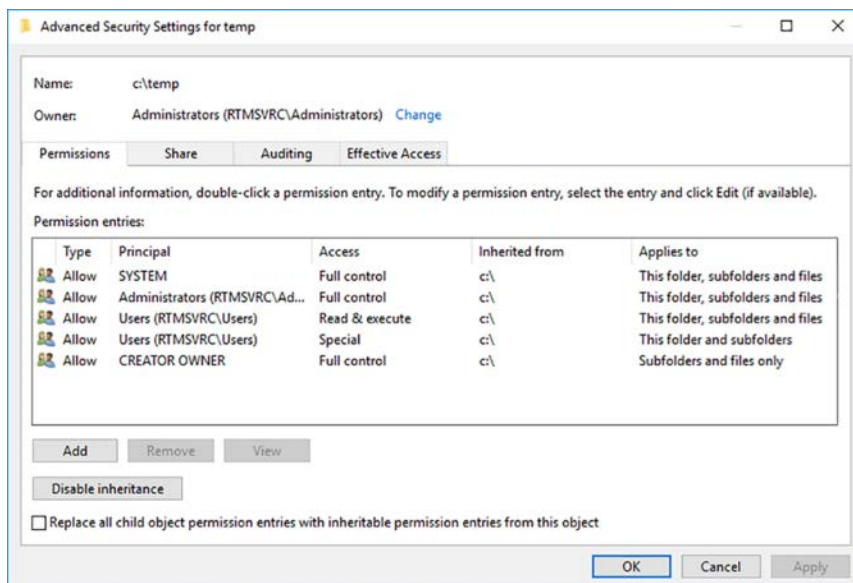 Advanced Security Settings for temp
Name: c:\temp
Owner: Administrators (RTMSVRC\Administrators) Change
Permissions Share Auditing Effective Access
For additional information, double-click a permission entry. To modify a permission entry, select the entry and click Edit (if available).
Permission entries:
Type Principal Access Inherited from Applies to
Allow SYSTEM Full control c:\ This folder, subfolders and files
Allow Administrators (RTMSVRC\Ad... Full control c:\ This folder, subfolders and files
Allow Users (RTMSVRC\Users) Read & execute c:\ This folder, subfolders and files
Allow Users (RTMSVRC\Users) Special c:\ This folder and subfolders
Allow CREATOR OWNER Full control c:\ Subfolders and files only
Add Remove View
Disable inheritance
Replace all child object permission entries with inheritable permission entries from this object
OK Cancel Apply